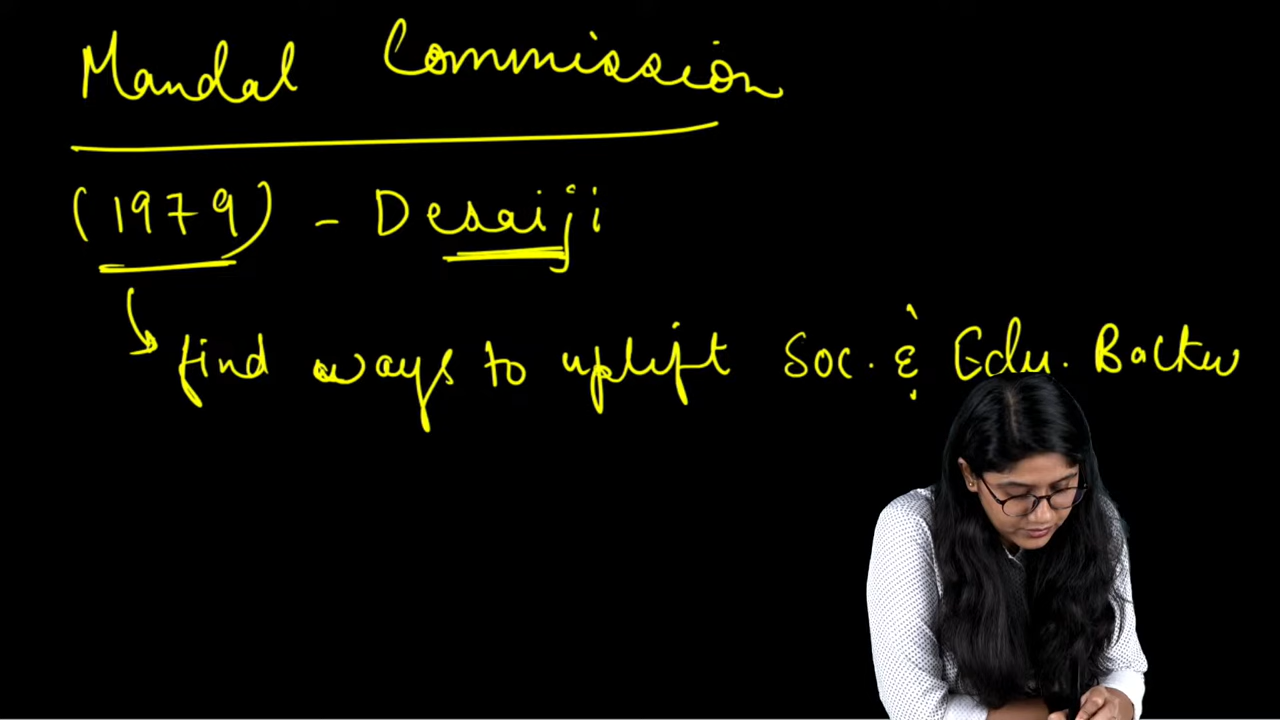 Mandal Commission
(1979) - Desaiji
find ways to uplift Soc. & Edu. Backw